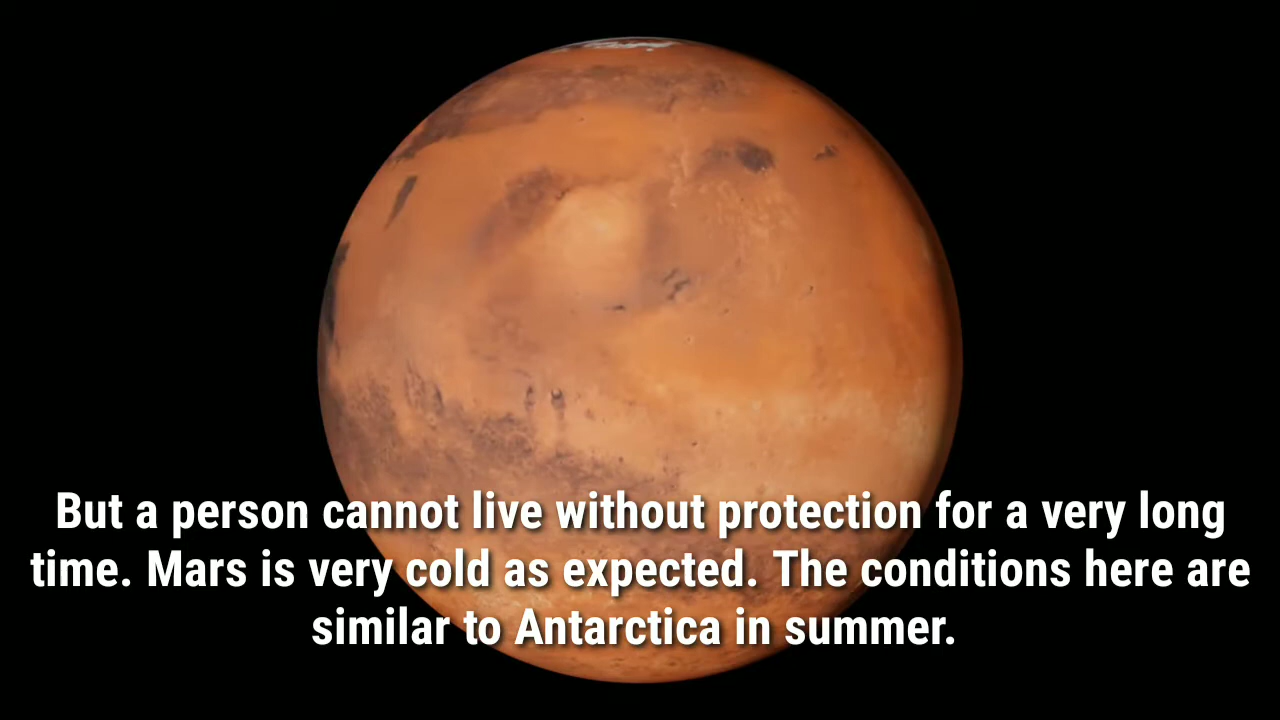 But a person cannot live without protection for a very long
time. Mars is very cold as expected. The conditions here are
similar to Antarctica in summer.